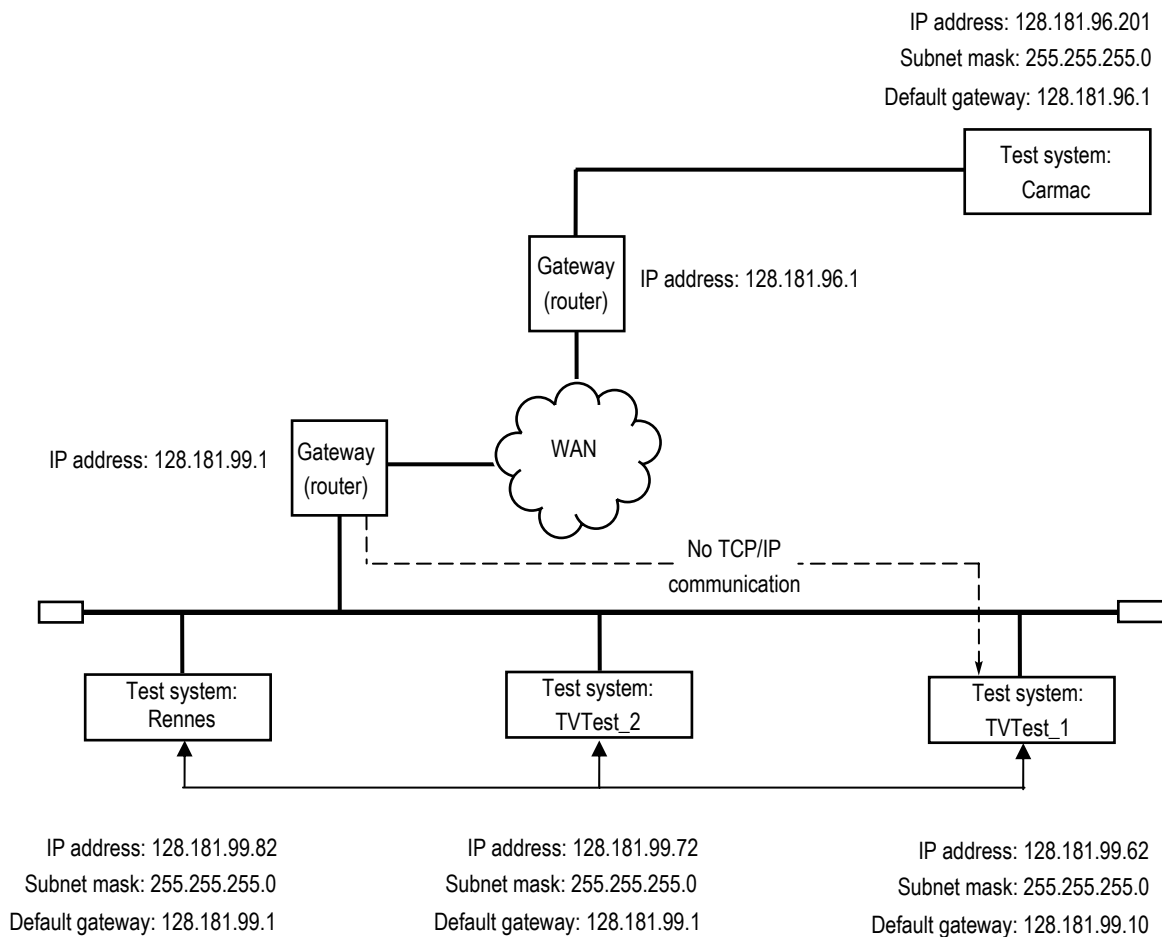 IP address: 128.181.96.201
Subnet mask: 255.255.255.0
Default gateway: 128.181.96.1
Test system:
Carmac
Gateway
(router)
IP address: 128.181.96.1
WAN
IP address: 128.181.99.1
Gateway
(router)
No TCP/IP
communication
Test system:
Rennes
Test system:
TVTest_2
Test system:
TVTest_1
IP address: 128.181.99.82
Subnet mask: 255.255.255.0
Default gateway: 128.181.99.1
IP address: 128.181.99.72
Subnet mask: 255.255.255.0
Default gateway: 128.181.99.1
IP address: 128.181.99.62
Subnet mask: 255.255.255.0
Default gateway: 128.181.99.10